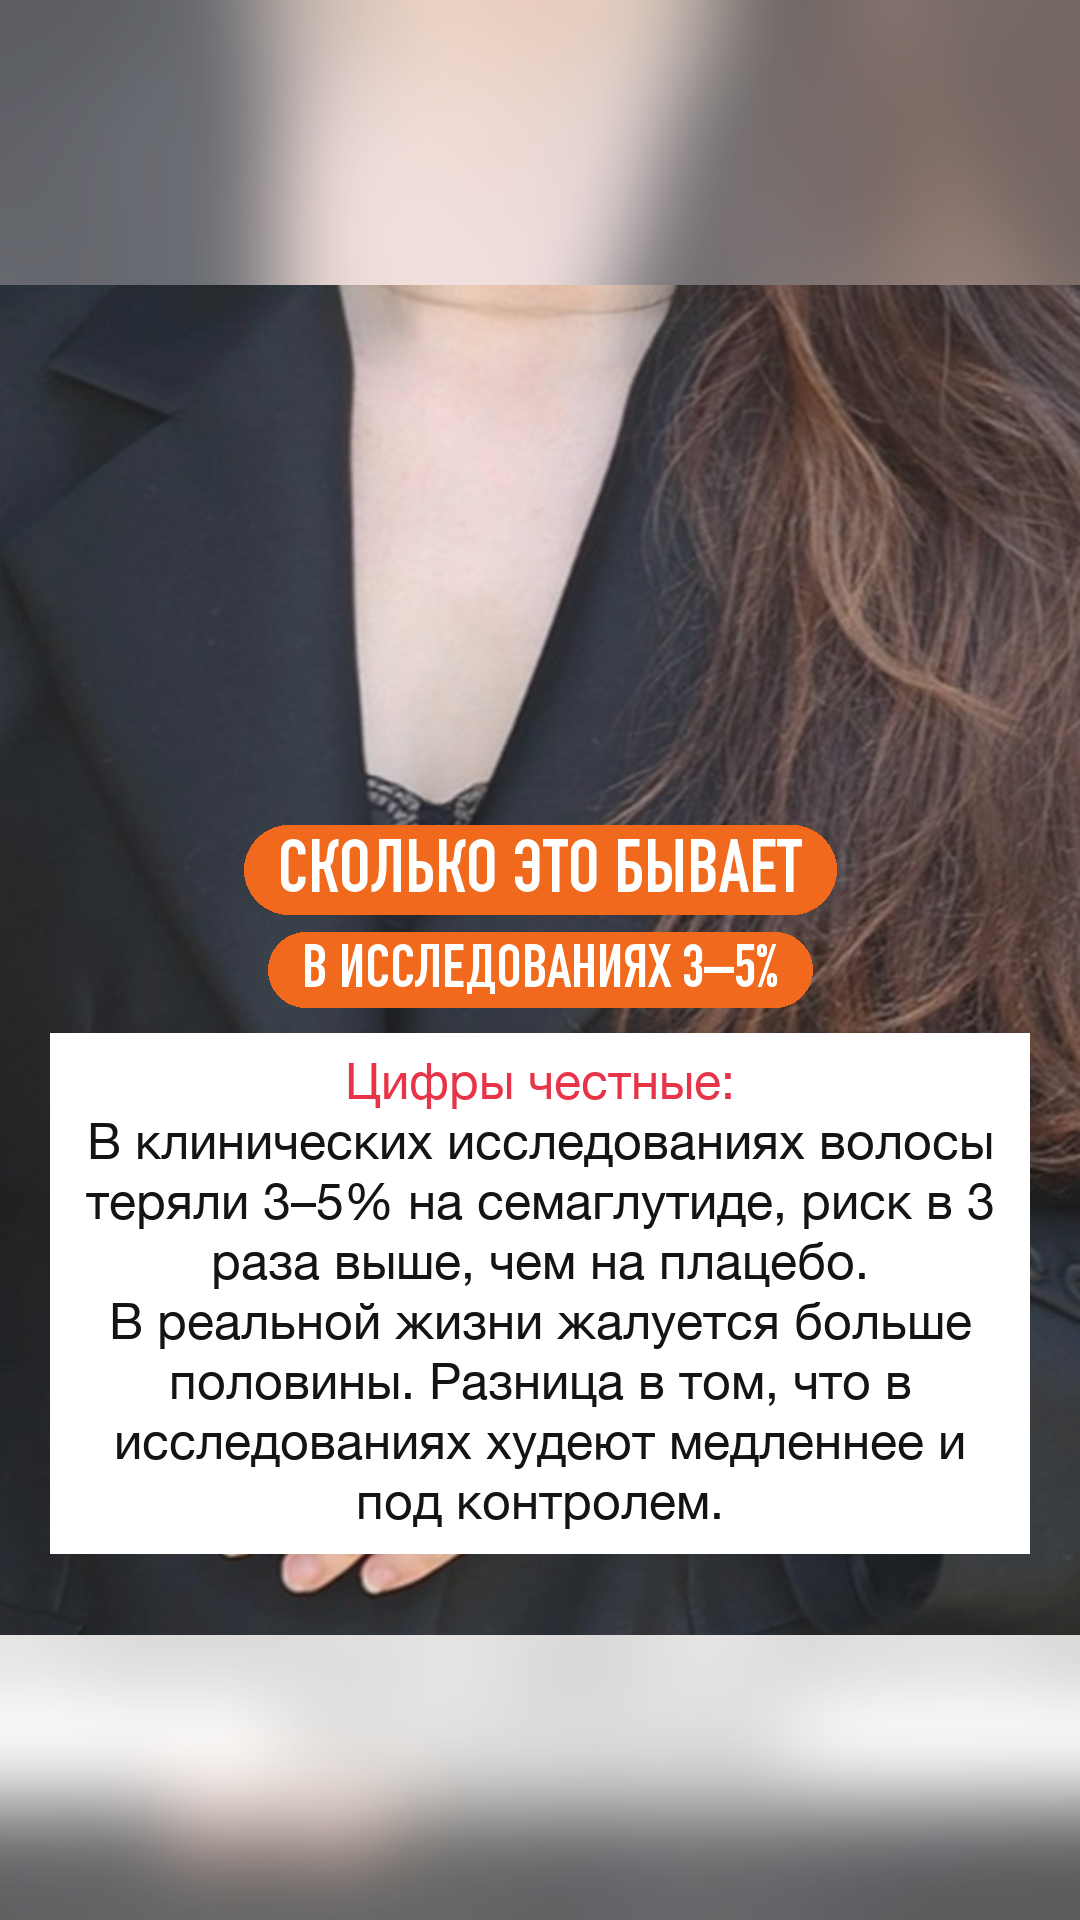 СКОЛЬКО ЭТО БЫВАЕТ
В ИССЛЕДОВАНИЯХ 3–5%
Цифры честные:
В клинических исследованиях волосы
теряли 3–5% на семаглутиде, риск в 3
раза выше, чем на плацебо.
В реальной жизни жалуется больше
половины. Разница в том, что в
исследованиях худеют медленнее и
под контролем.